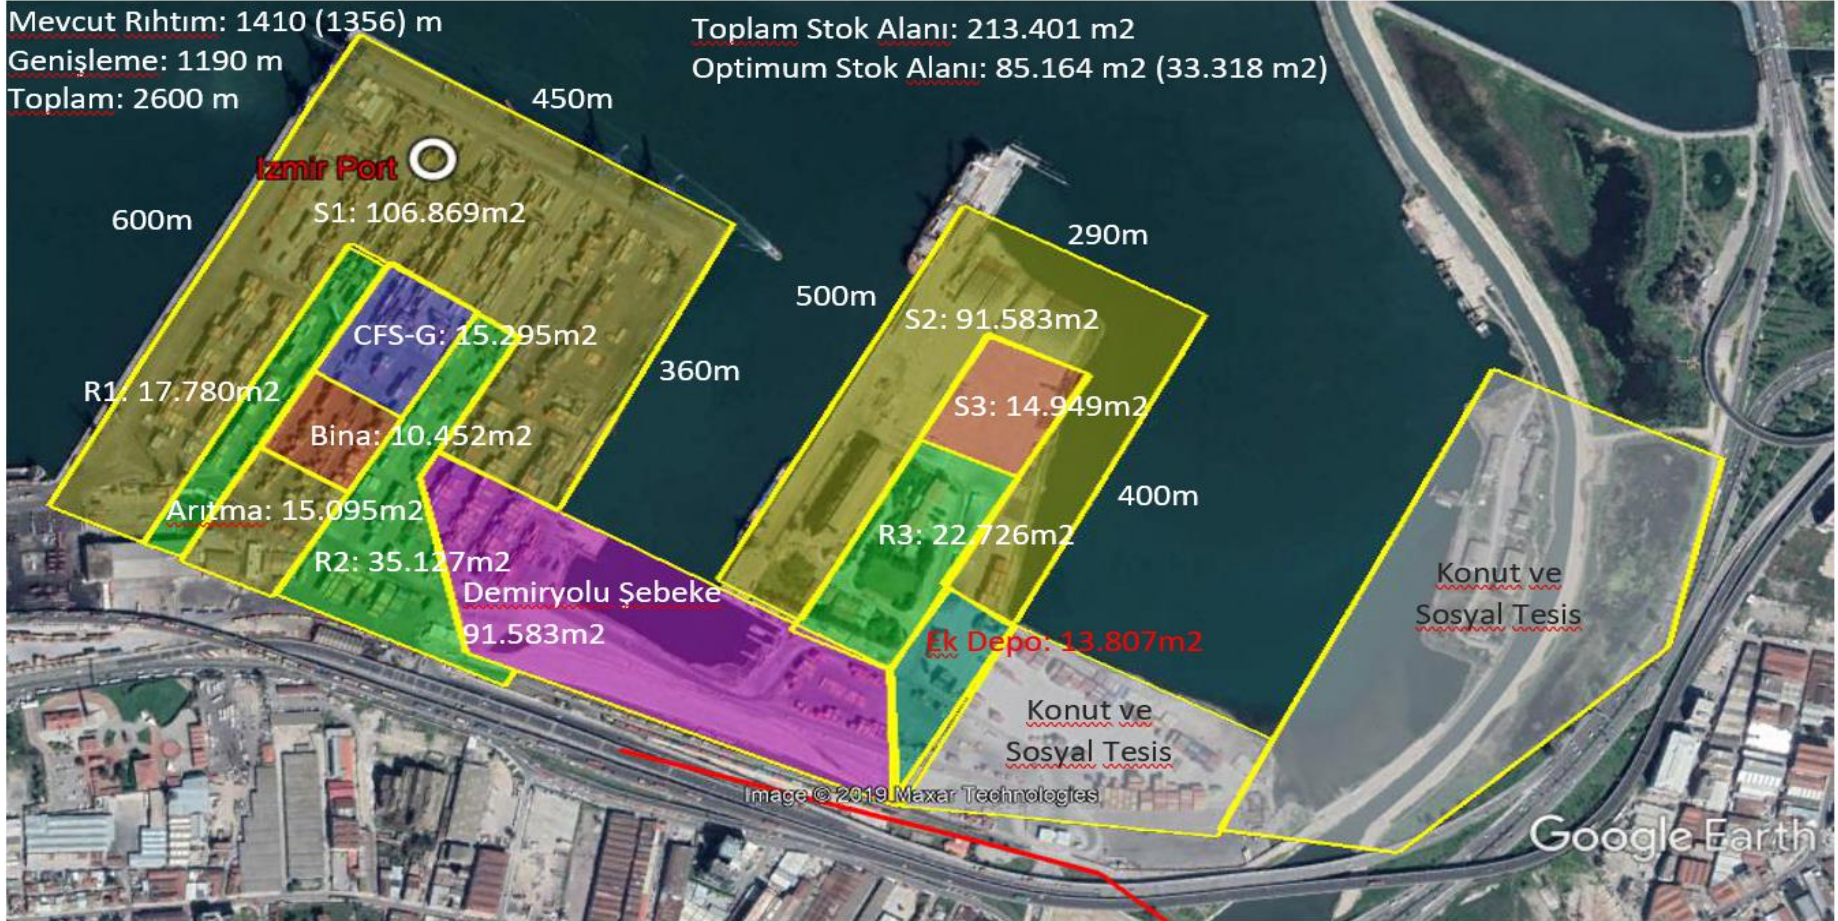 Mevcut Rıhtım: 1410 (1356) m
Genişleme: 1190 m
Toplam: 2600 m
Toplam Stok Alanı: 213.401 m2
Optimum Stok Alanı: 85.164 m2 (33.318 m2)
450m
Izmir Port
S1: 106.869m2
600m
290m
500m
S2: 91.583m2
CFS-G: 15.295m2
360m
R1: 17.780m2
S3: 14.949m2
Bina: 10.452m2
400m
Arıtma: 15.095m2
R3: 22.726m2
R2: 35.127m2
Demiryolu Şebeke
91.583m2
Konut ve
Sosyal Tesis
Ek Depo: 13.807m2
Konut ve
Sosyal Tesis
Image © 2019 Maxar Technologies
Google Earth